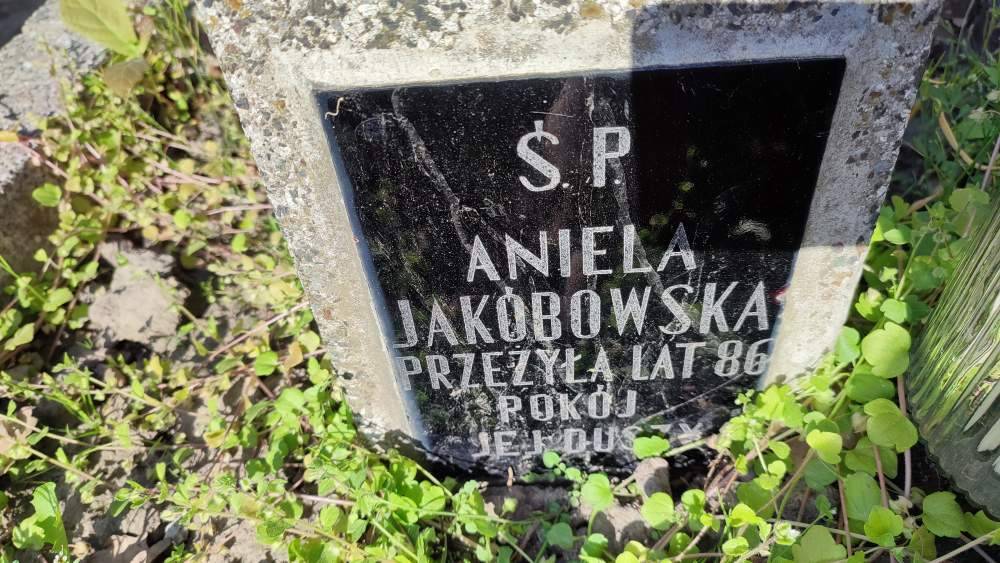 Ś. P.
ANIELA
JAKÓBOWSKA
PRZEŻYŁA LAT 86
POKÓJ
JEJ DUSZY